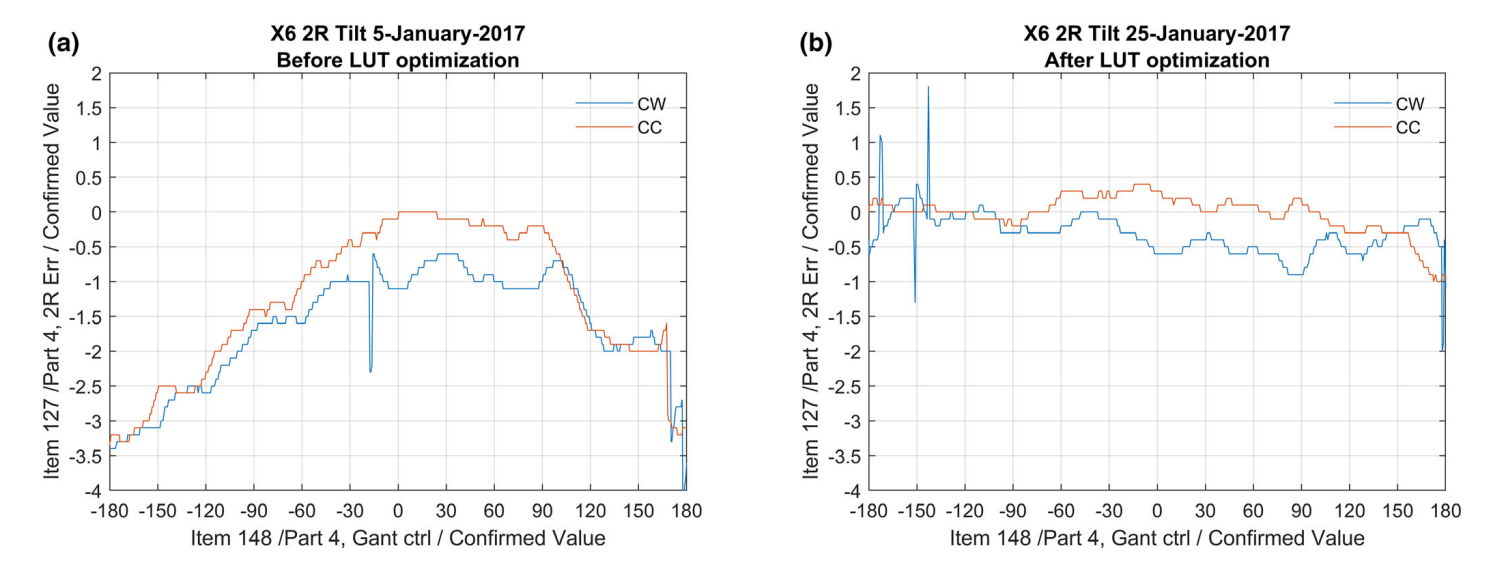 (a)
X6 2R Tilt 5-January-2017
Before LUT optimization
Item 127 /Part 4, 2R Err / Confirmed Value
2
1.5
1
0.5
0
-0.5
-1
-1.5
-2
-2.5
-3
-3.5
-4
CW
CC
-180 -150 -120 -90 -60 -30 0 30 60 90 120 150 180
Item 148 /Part 4, Gant ctrl / Confirmed Value
(b)
X6 2R Tilt 25-January-2017
After LUT optimization
Item 127 /Part 4, 2R Err / Confirmed Value
2
1.5
1
0.5
0
-0.5
-1
-1.5
-2
-2.5
-3
-3.5
-4
CW
CC
-180 -150 -120 -90 -60 -30 0 30 60 90 120 150 180
Item 148 /Part 4, Gant ctrl / Confirmed Value